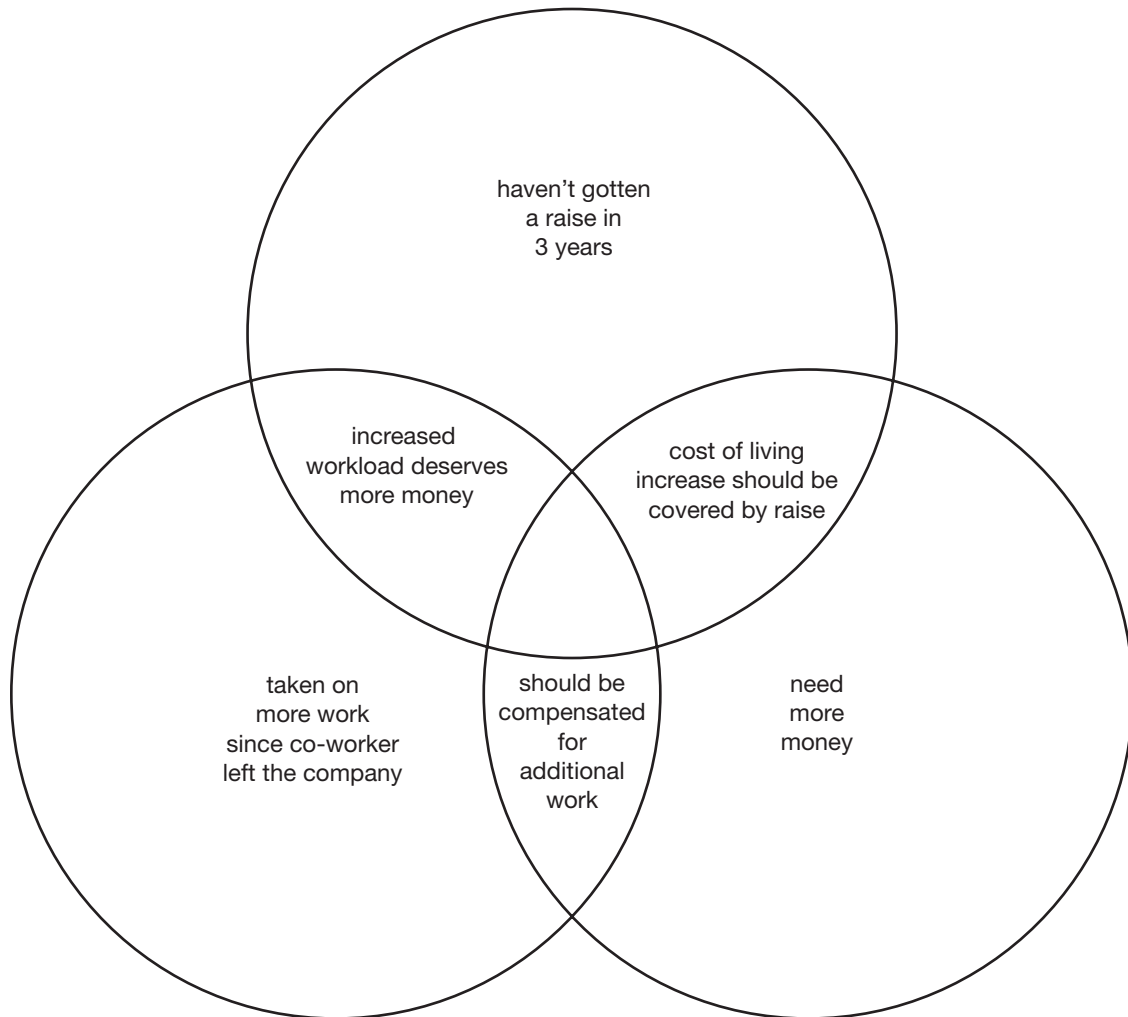 haven’t gotten
a raise in
3 years
increased
workload deserves
more money
cost of living
increase should be
covered by raise
taken on
more work
since co-worker
left the company
should be
compensated
for
additional
work
need
more
money